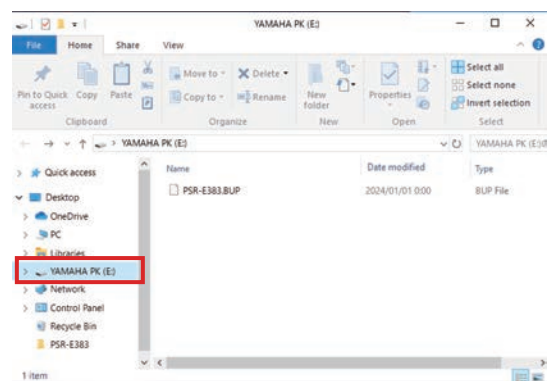 YAMAHA PK (E:)
File Home Share View
Pin to Quick access
Copy
Paste
Move to
Copy to
Delete
Rename
New folder
Properties
Select all
Select none
Invert selection
Clipboard Organize New Open Select
YAMAHA PK (E:)
YAMAHA PK (E:)
Name Date modified Type
PSR-E383.BUP 2024/01/01 0:00 BUP File
Quick access
Desktop
OneDrive
PC
Libraries
YAMAHA PK (E:)
Network
Control Panel
Recycle Bin
PSR-E383
1 item